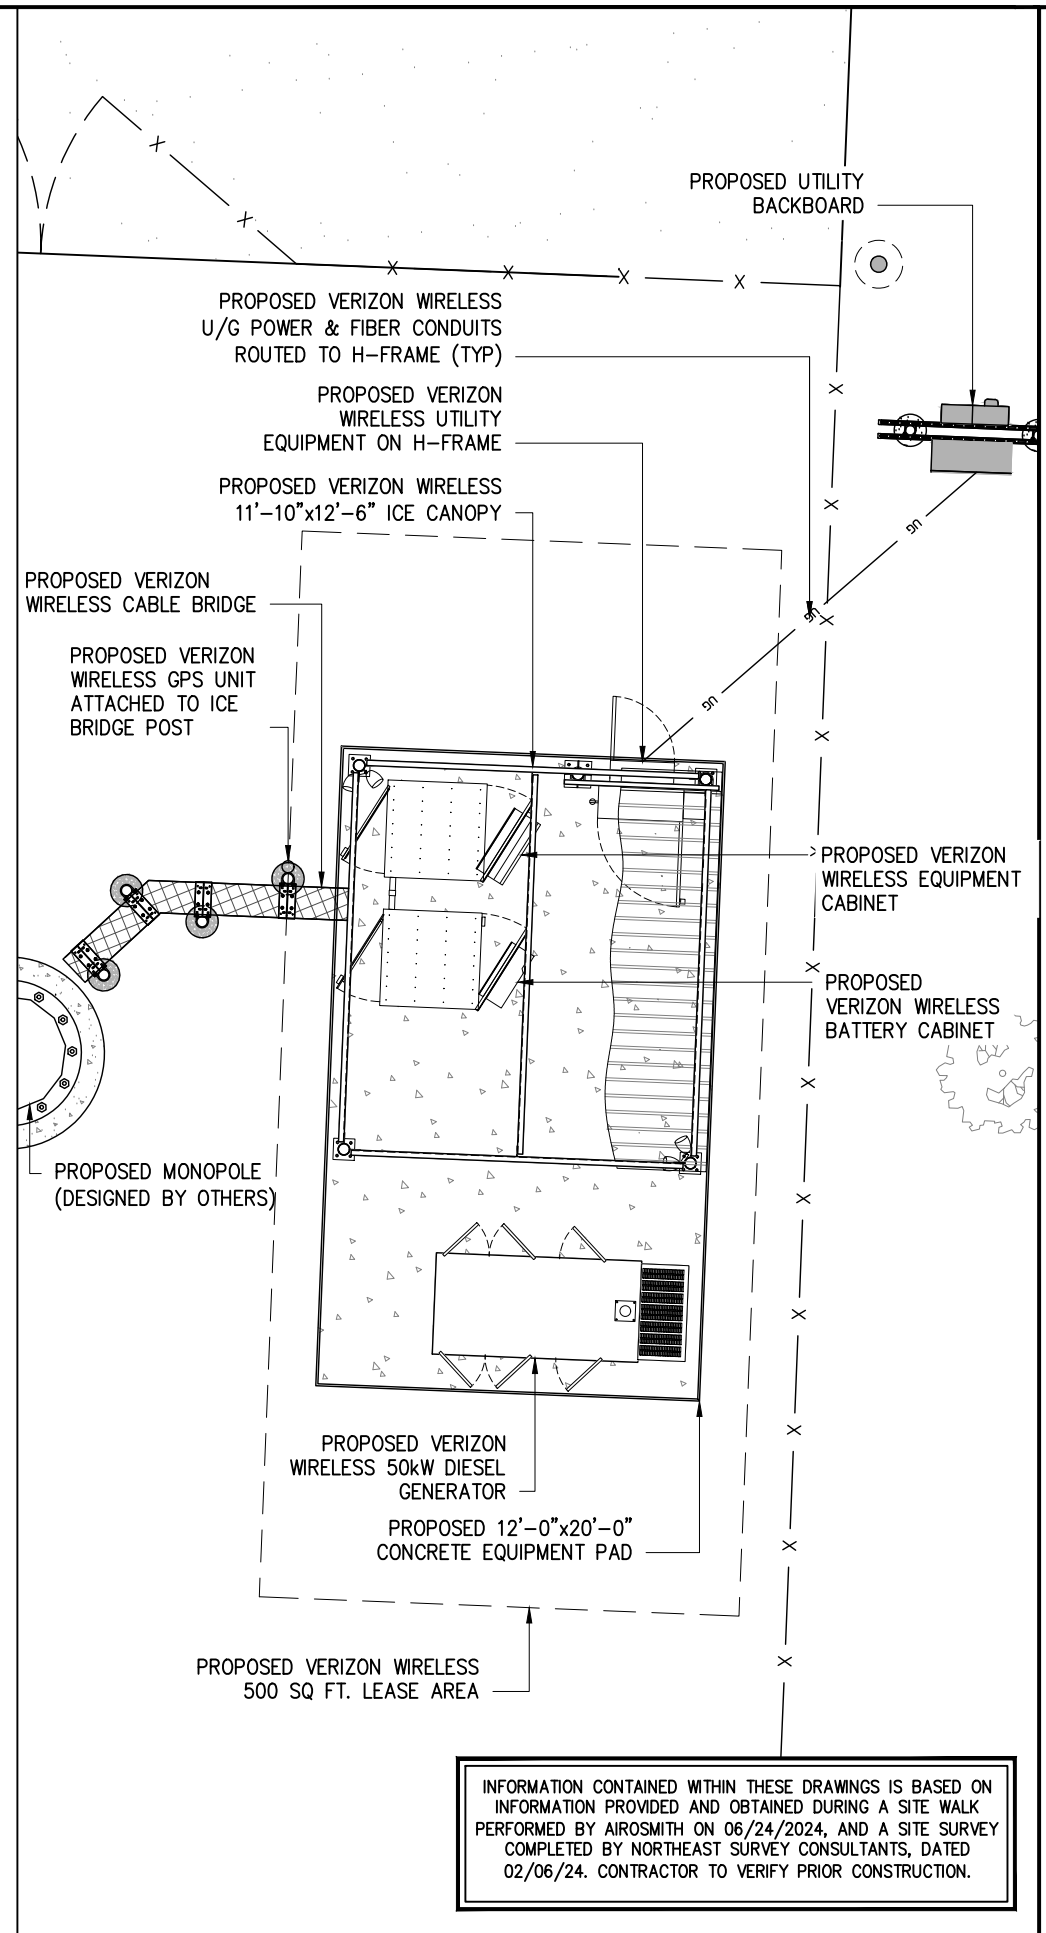 PROPOSED UTILITY
BACKBOARD
PROPOSED VERIZON WIRELESS
U/G POWER & FIBER CONDUITS
ROUTED TO H-FRAME (TYP)
PROPOSED VERIZON
WIRELESS UTILITY
EQUIPMENT ON H-FRAME
PROPOSED VERIZON WIRELESS
11'-10"x12'-6" ICE CANOPY
PROPOSED VERIZON
WIRELESS CABLE BRIDGE
PROPOSED VERIZON
WIRELESS GPS UNIT
ATTACHED TO ICE
BRIDGE POST
UG
UG
UG
PROPOSED VERIZON
WIRELESS EQUIPMENT
CABINET
PROPOSED
VERIZON WIRELESS
BATTERY CABINET
PROPOSED MONOPOLE
(DESIGNED BY OTHERS)
PROPOSED VERIZON
WIRELESS 50kW DIESEL
GENERATOR
PROPOSED 12'-0"x20'-0"
CONCRETE EQUIPMENT PAD
PROPOSED VERIZON WIRELESS
500 SQ FT. LEASE AREA
INFORMATION CONTAINED WITHIN THESE DRAWINGS IS BASED ON
INFORMATION PROVIDED AND OBTAINED DURING A SITE WALK
PERFORMED BY AIROSMITH ON 06/24/2024, AND A SITE SURVEY
COMPLETED BY NORTHEAST SURVEY CONSULTANTS, DATED
02/06/24. CONTRACTOR TO VERIFY PRIOR CONSTRUCTION.